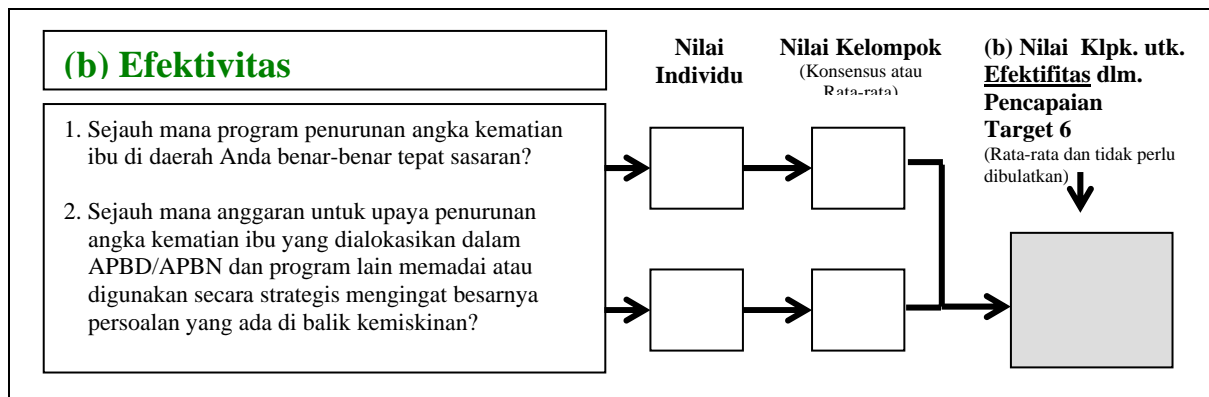 (b) Efektivitas
1. Sejauh mana program penurunan angka kematian
ibu di daerah Anda benar-benar tepat sasaran?
2. Sejauh mana anggaran untuk upaya penurunan
angka kematian ibu yang dialokasikan dalam
APBD/APBN dan program lain memadai atau
digunakan secara strategis mengingat besarnya
persoalan yang ada di balik kemiskinan?
Nilai
Individu
Nilai Kelompok
(Konsensus atau
Rata-rata)
(b) Nilai Klpk. utk.
Efektifitas dlm.
Pencapaian
Target 6
(Rata-rata dan tidak perlu
dibulatkan)